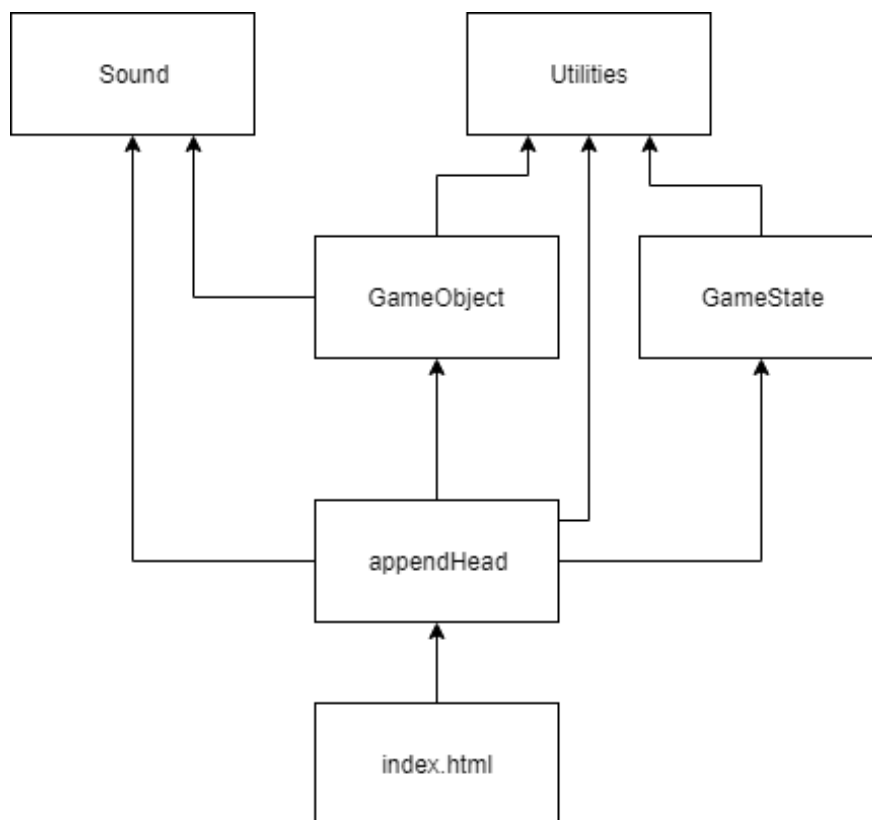 Sound
Utilities
GameObject
GameState
appendHead
index.html